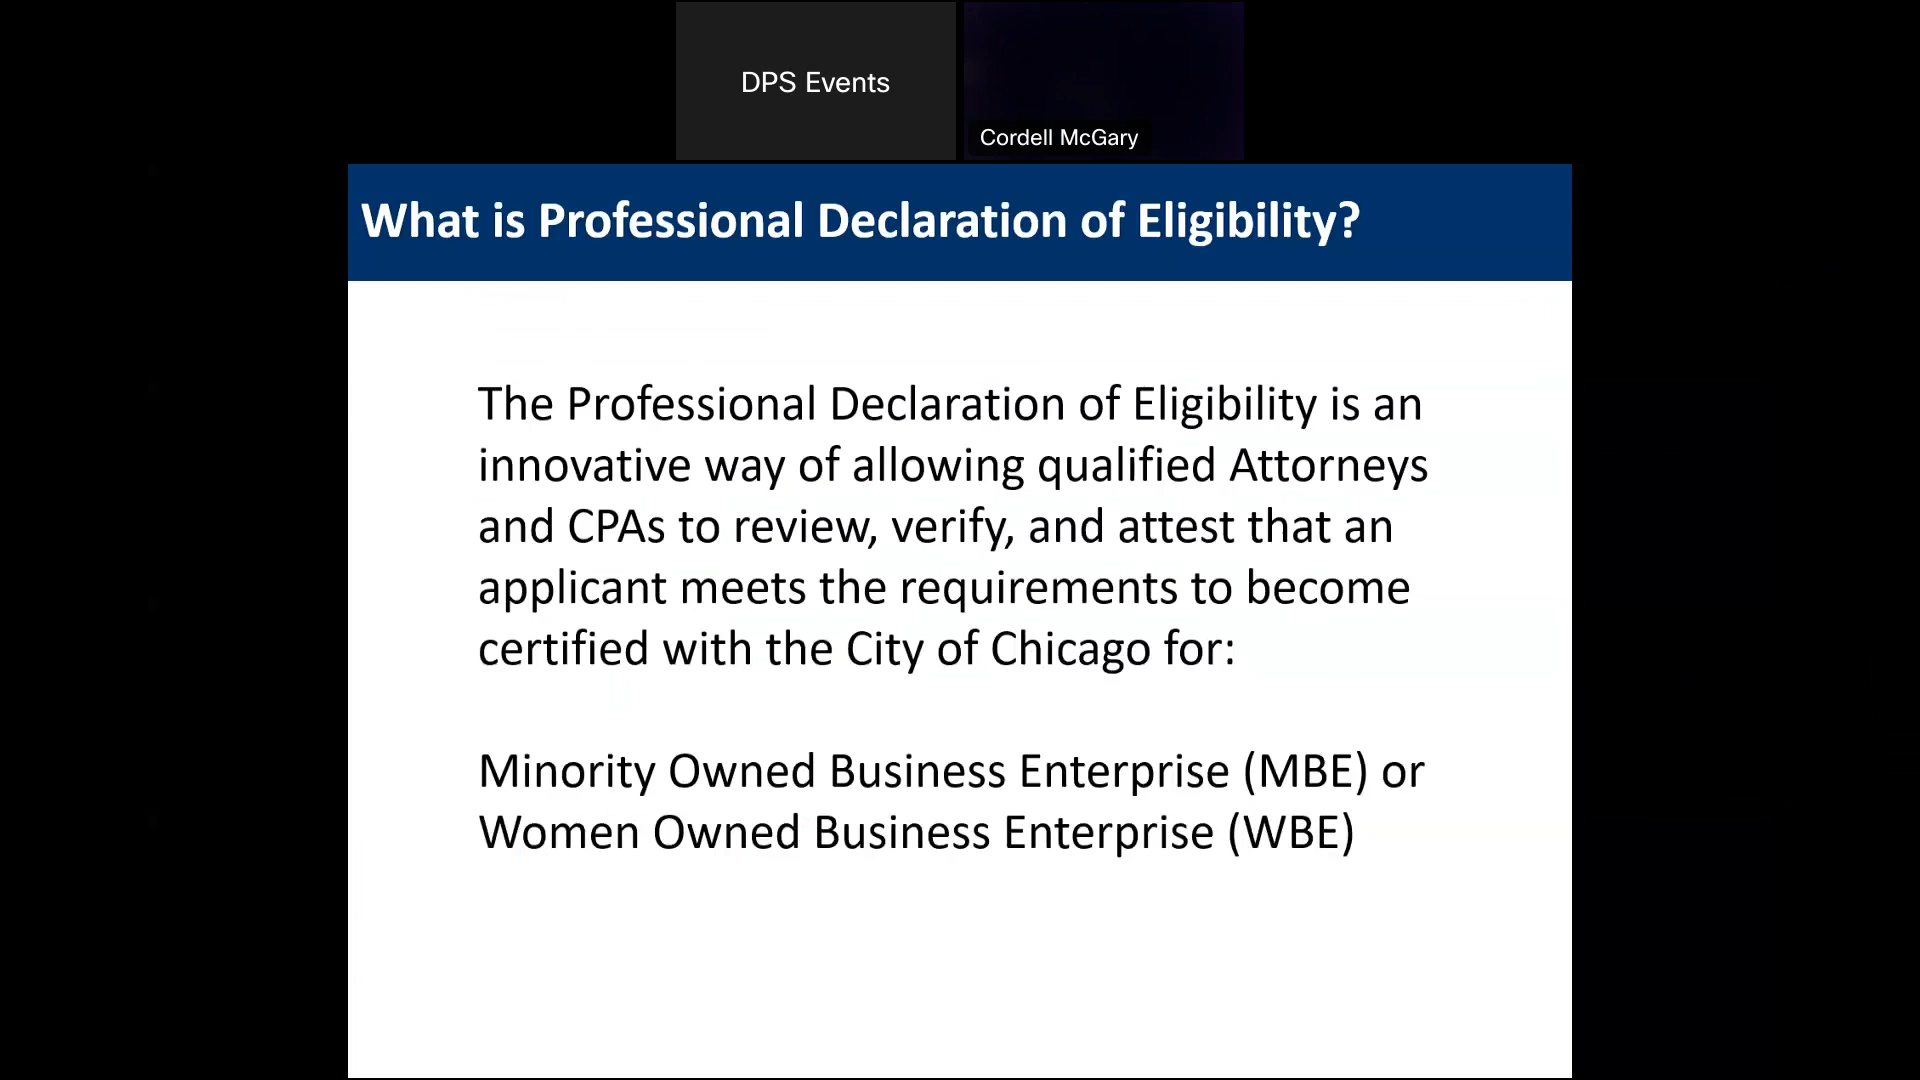 DPS Events
Cordell McGary
What is Professional Declaration of Eligibility?
The Professional Declaration of Eligibility is an
innovative way of allowing qualified Attorneys
and CPAs to review, verify, and attest that an
applicant meets the requirements to become
certified with the City of Chicago for:
Minority Owned Business Enterprise (MBE) or
Women Owned Business Enterprise (WBE)